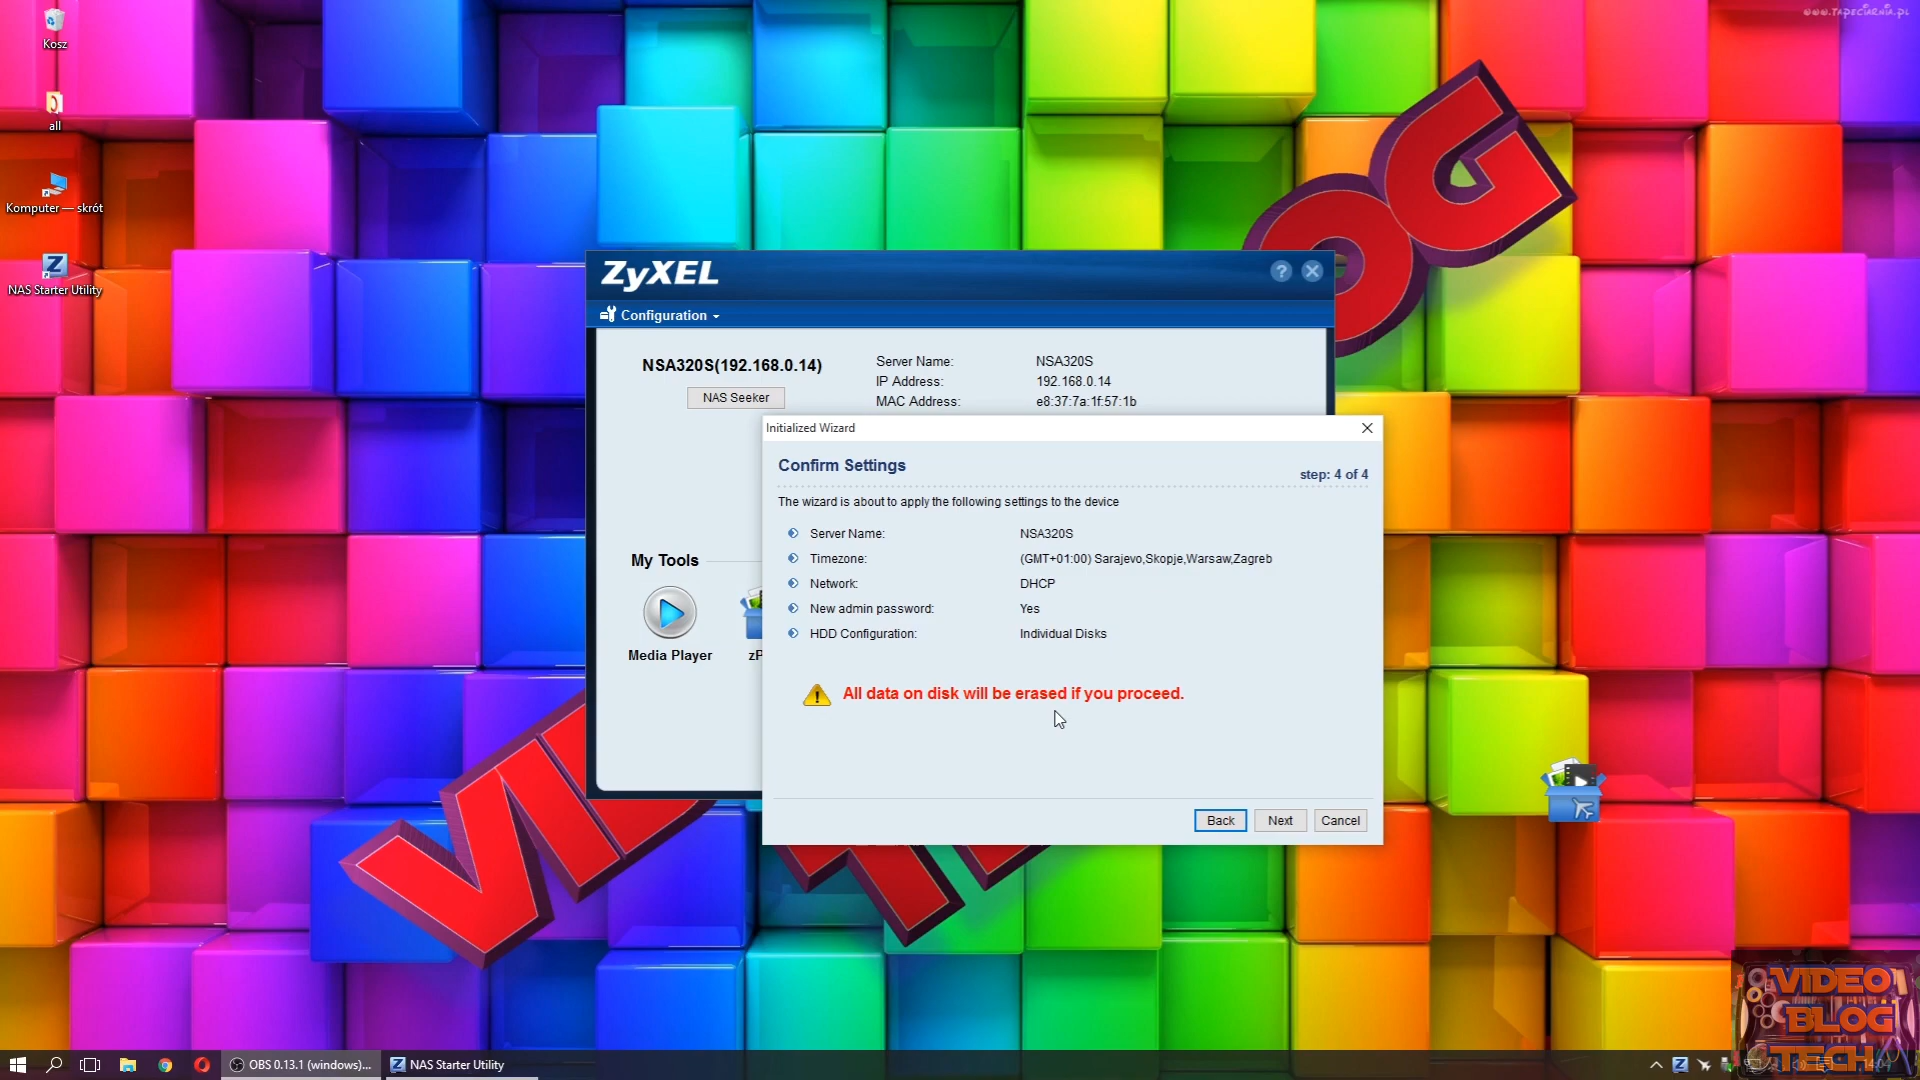 www.tapeciarnia.pl
Kosz
all
Komputer — skrót
NAS Starter Utility
ZyXEL
?
Configuration
NSA320S(192.168.0.14)
NAS Seeker
Server Name: NSA320S
IP Address: 192.168.0.14
MAC Address: e8:37:7a:1f:57:1b
My Tools
Media Player
zP
Initialized Wizard
Confirm Settings
step: 4 of 4
The wizard is about to apply the following settings to the device
Server Name: NSA320S
Timezone: (GMT+01:00) Sarajevo,Skopje,Warsaw,Zagreb
Network: DHCP
New admin password: Yes
HDD Configuration: Individual Disks
All data on disk will be erased if you proceed.
Back Next Cancel
OG
VI
VIDEO
BLOG
TECH
OBS 0.13.1 (windows)...
NAS Starter Utility